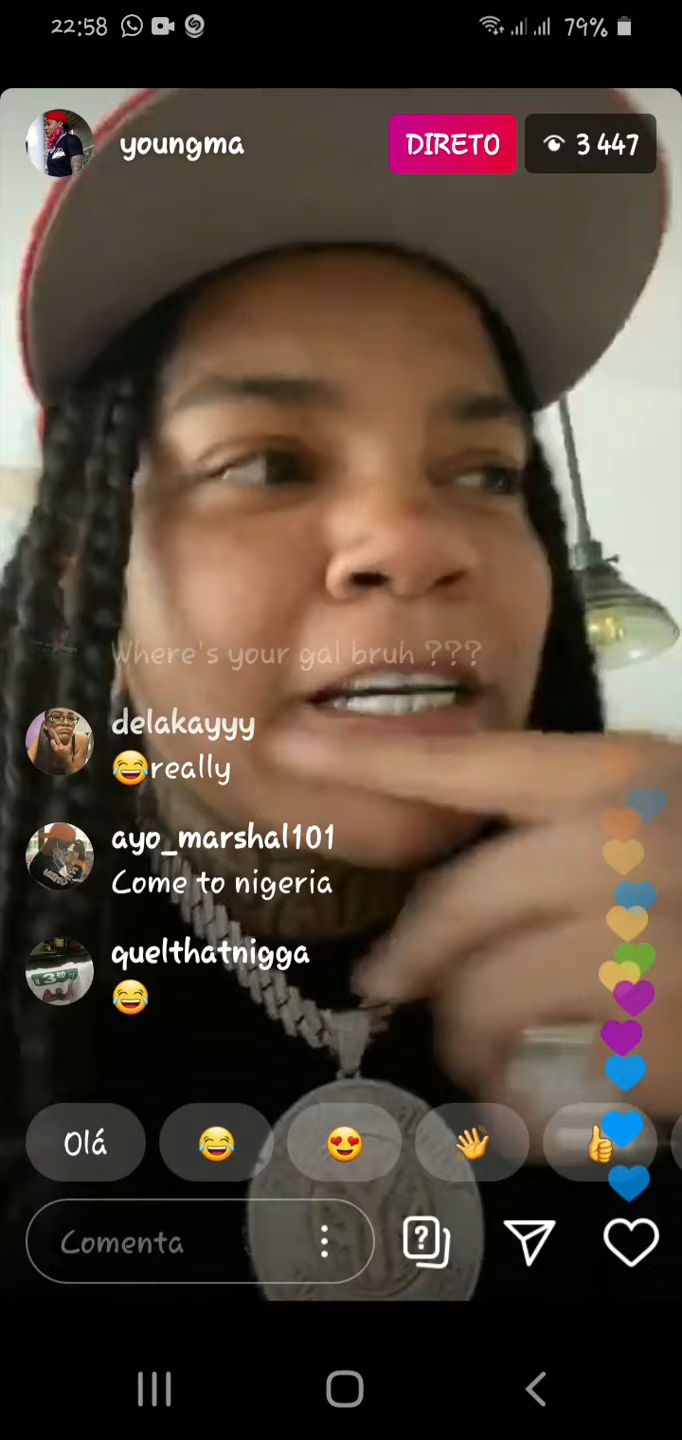 22:58
79%
youngma
DIRETO
3 447
Where's your gal bruh ???
delakayyy
😂really
ayo_marshal101
Come to nigeria
quelthatnigga
😂
3RD
Olá
Comenta